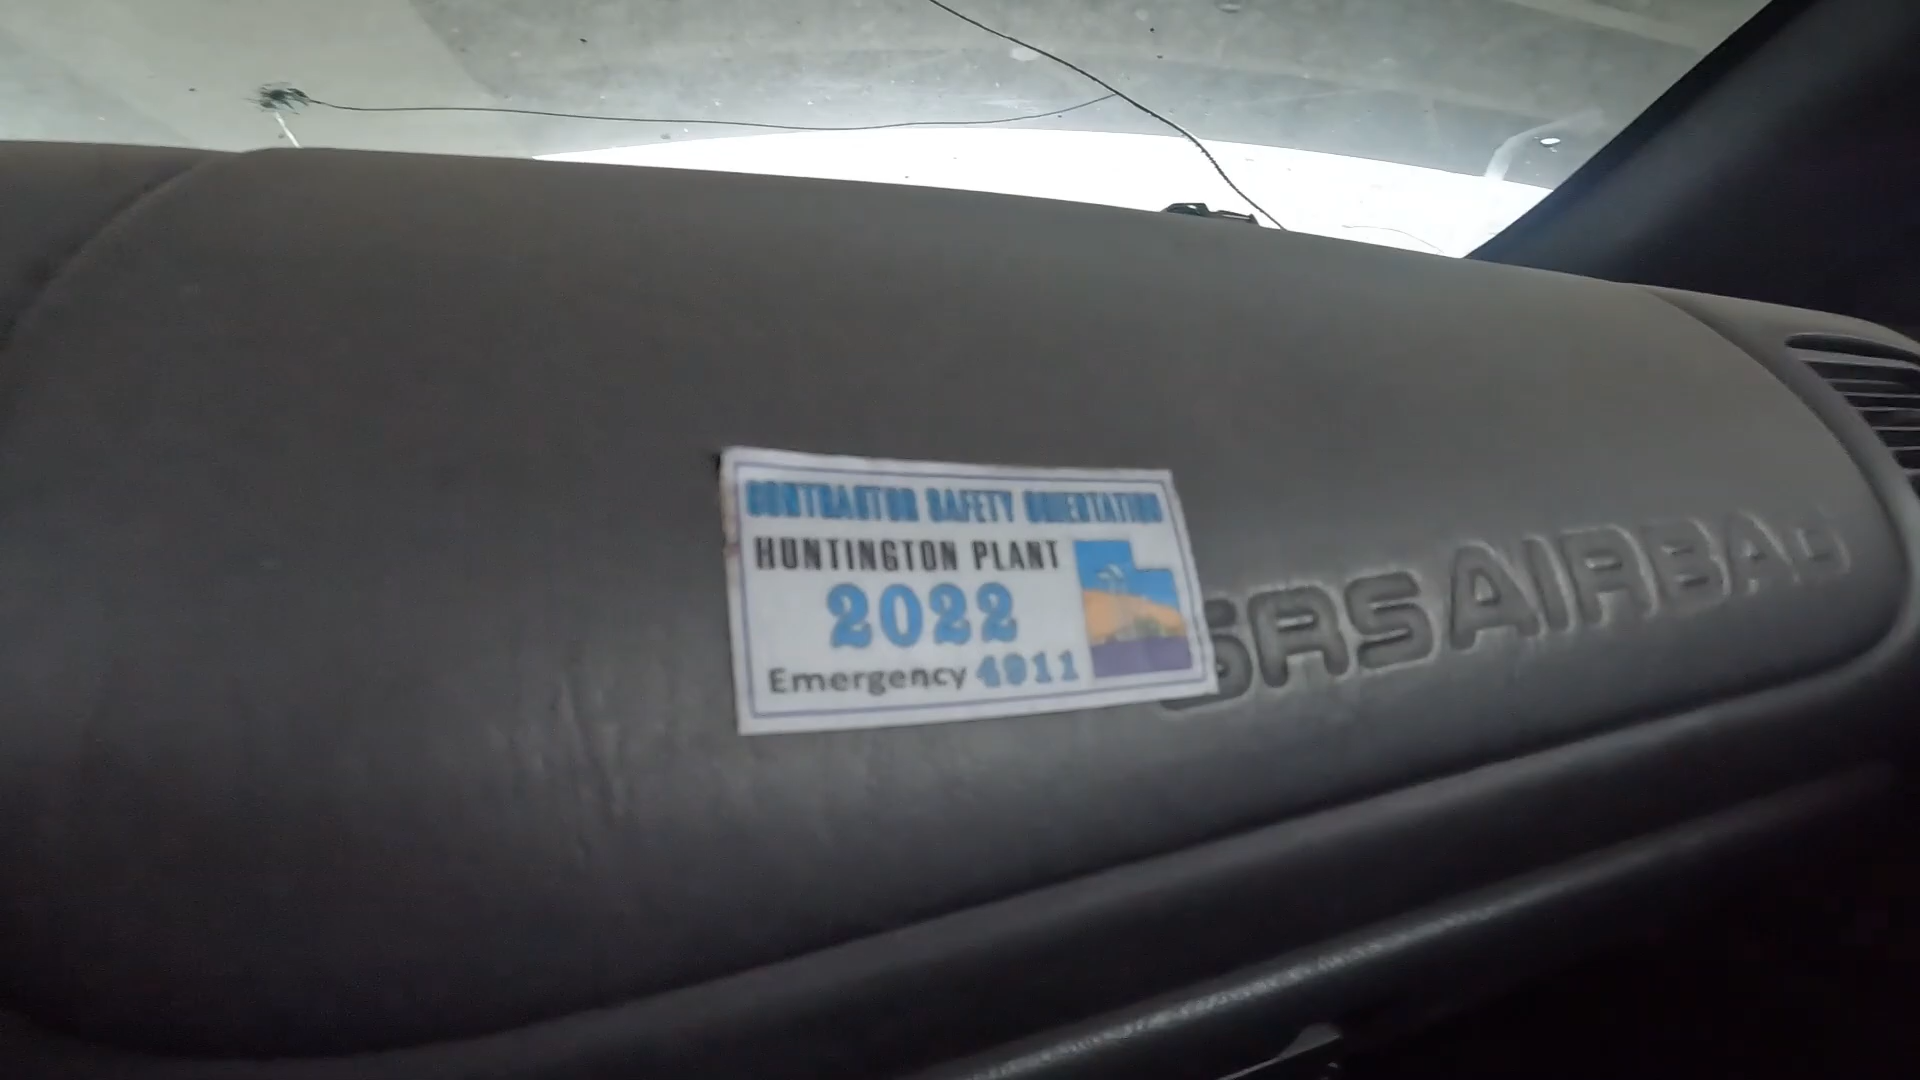 CONTRACTOR SAFETY ORIENTATION
HUNTINGTON PLANT
2022
Emergency 4911
SRS AIRBAG